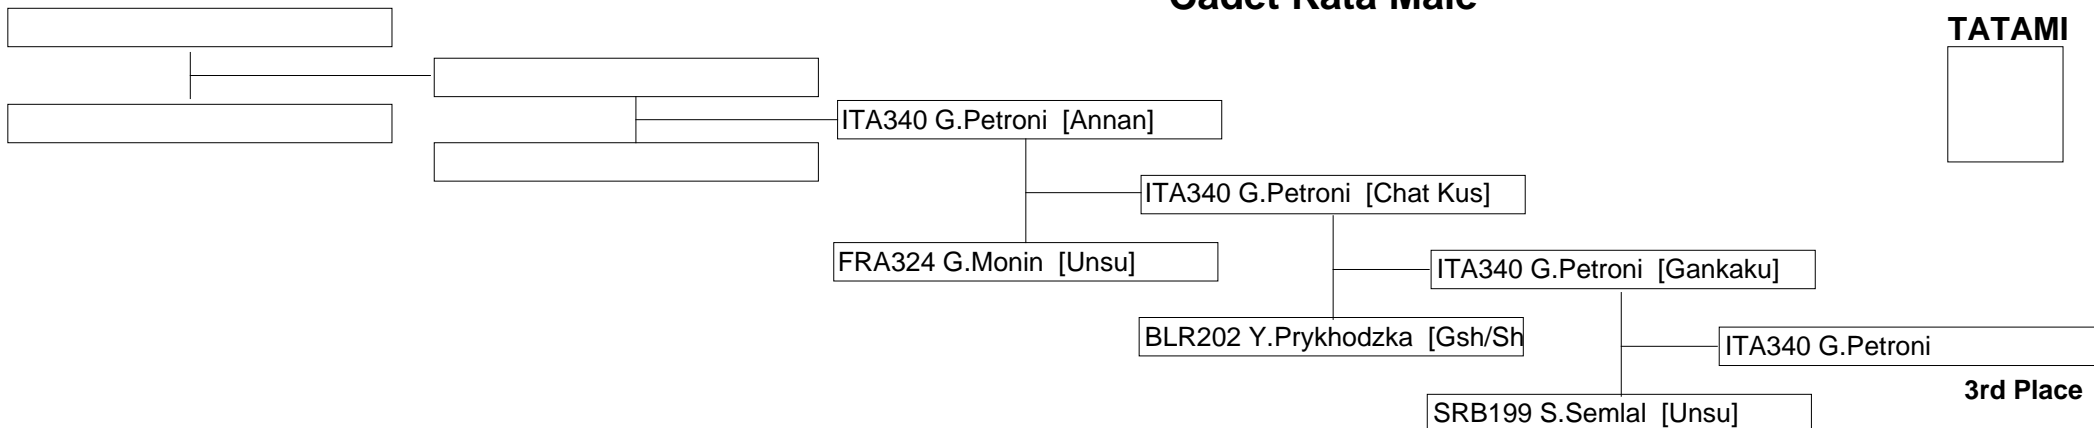 Cadet Kata Male
TATAMI
ITA340 G.Petroni [Annan]
ITA340 G.Petroni [Chat Kus]
FRA324 G.Monin [Unsu]
ITA340 G.Petroni [Gankaku]
BLR202 Y.Prykhodzka [Gsh/Sh
ITA340 G.Petroni
3rd Place
SRB199 S.Semlal [Unsu]